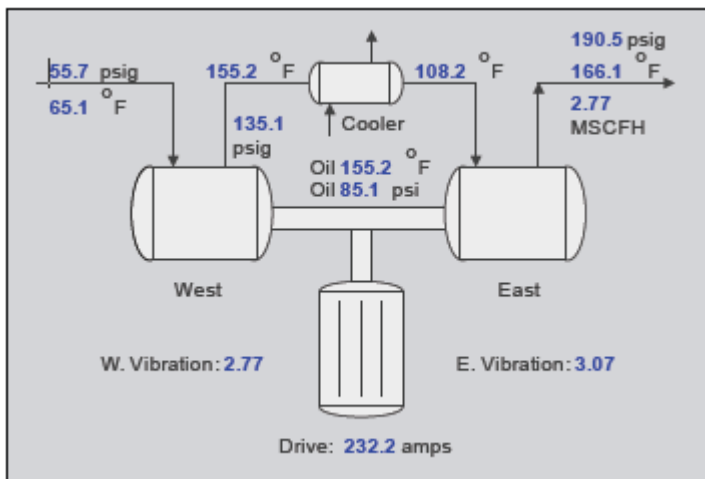 55.7 psig
65.1 °F
155.2 °F
135.1
psig
Cooler
108.2 °F
190.5 psig
166.1 °F
2.77
MSCFH
Oil 155.2 °F
Oil 85.1 psi
West
East
W. Vibration: 2.77
E. Vibration: 3.07
Drive: 232.2 amps